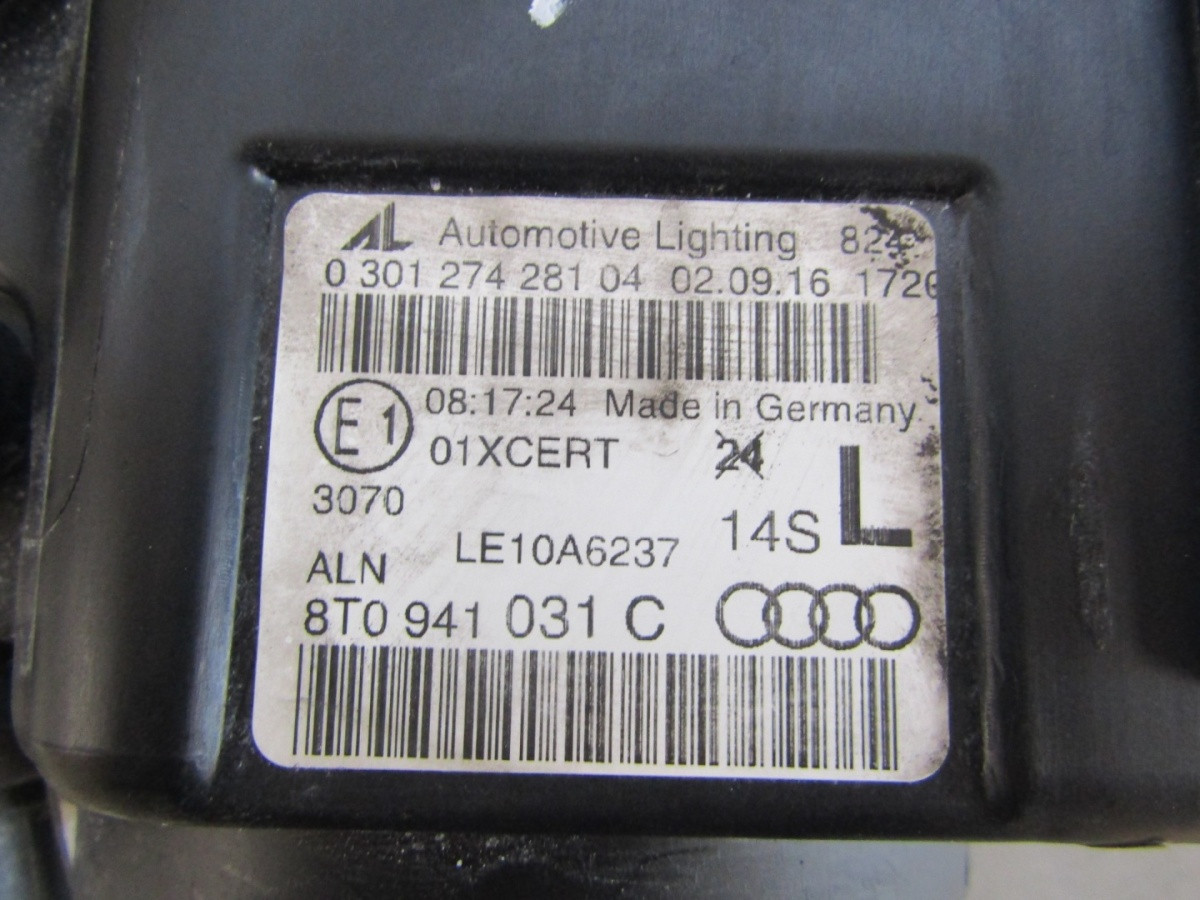 AL Automotive Lighting
0 301 274 281 04 02.09.16
E1 08:17:24 Made in Germany
01XCERT 24
3070
14S L
LE10A6237
ALN
8T0 941 031 C